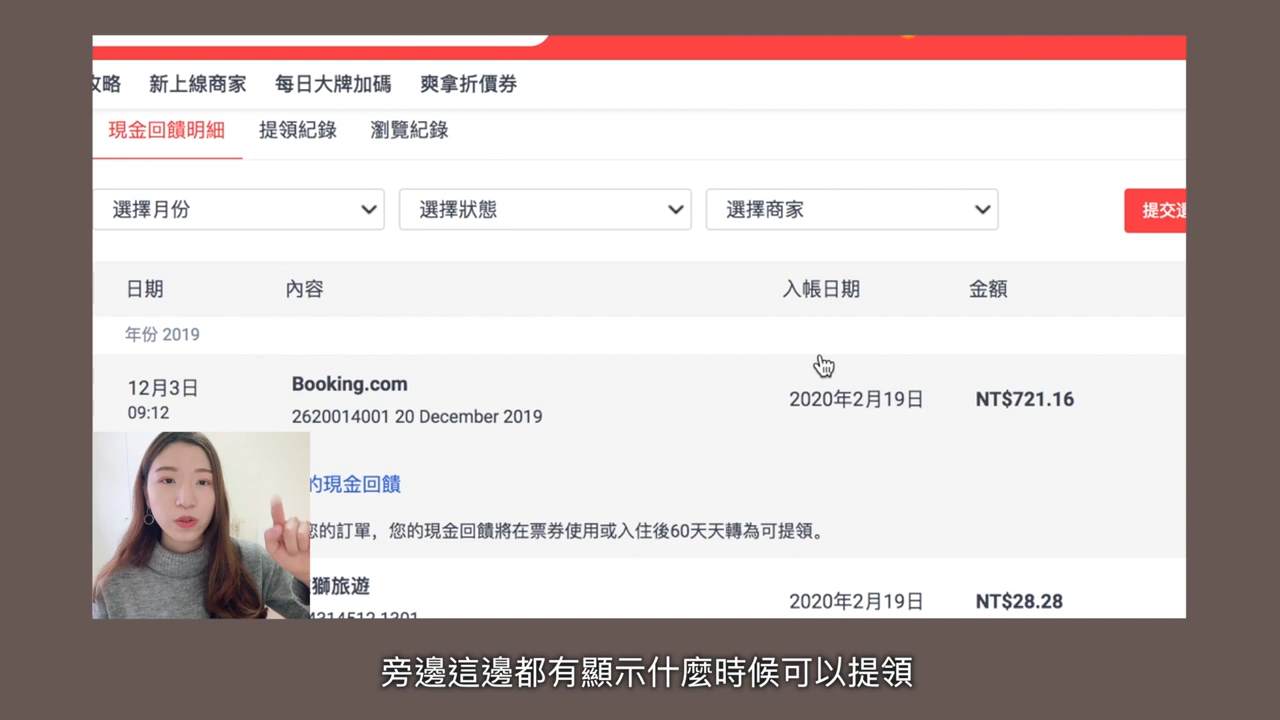 攻略 新上線商家 每日大牌加碼 爽拿折價券
現金回饋明細 提領紀錄 瀏覽紀錄
選擇月份 選擇狀態 選擇商家 提交
日期 內容 入帳日期 金額
年份 2019
12月3日 Booking.com 2020年2月19日 NT$721.16
09:12 2620014001 20 December 2019
的現金回饋
您的訂單，您的現金回饋將在票券使用或入住後60天天轉為可提領。
獅旅遊 2020年2月19日 NT$28.28
旁邊這邊都有顯示什麼時候可以提領